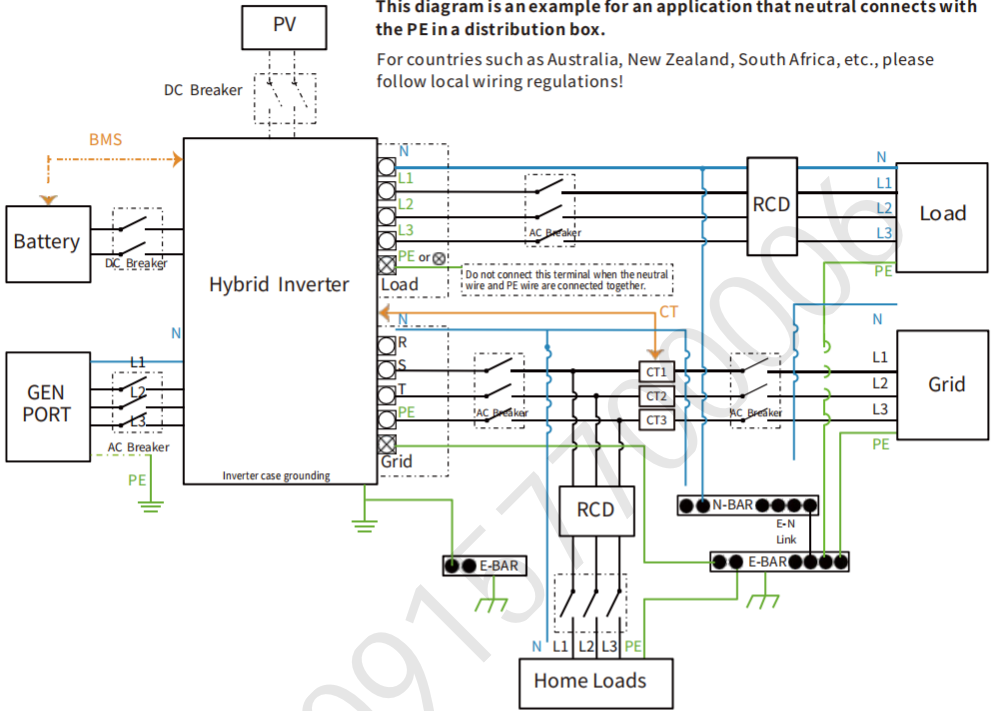 This diagram is an example for an application that neutral connects with
the PE in a distribution box.
For countries such as Australia, New Zealand, South Africa, etc., please
follow local wiring regulations!
PV
DC Breaker
BMS
Battery
DC Breaker
Hybrid Inverter
N
L1
L2
L3
PE or
Load
AC Breaker
RCD
N
L1
L2
L3
PE
Load
Do not connect this terminal when the neutral
wire and PE wire are connected together.
CT
N
R
S
T
PE
Grid
AC Breaker
CT1
CT2
CT3
AC Breaker
N
L1
L2
L3
PE
Grid
N
L1
L2
L3
GEN
PORT
AC Breaker
PE
Inverter case grounding
RCD
N-BAR
E-N
Link
E-BAR
E-BAR
N L1 L2 L3 PE
Home Loads
09157700006